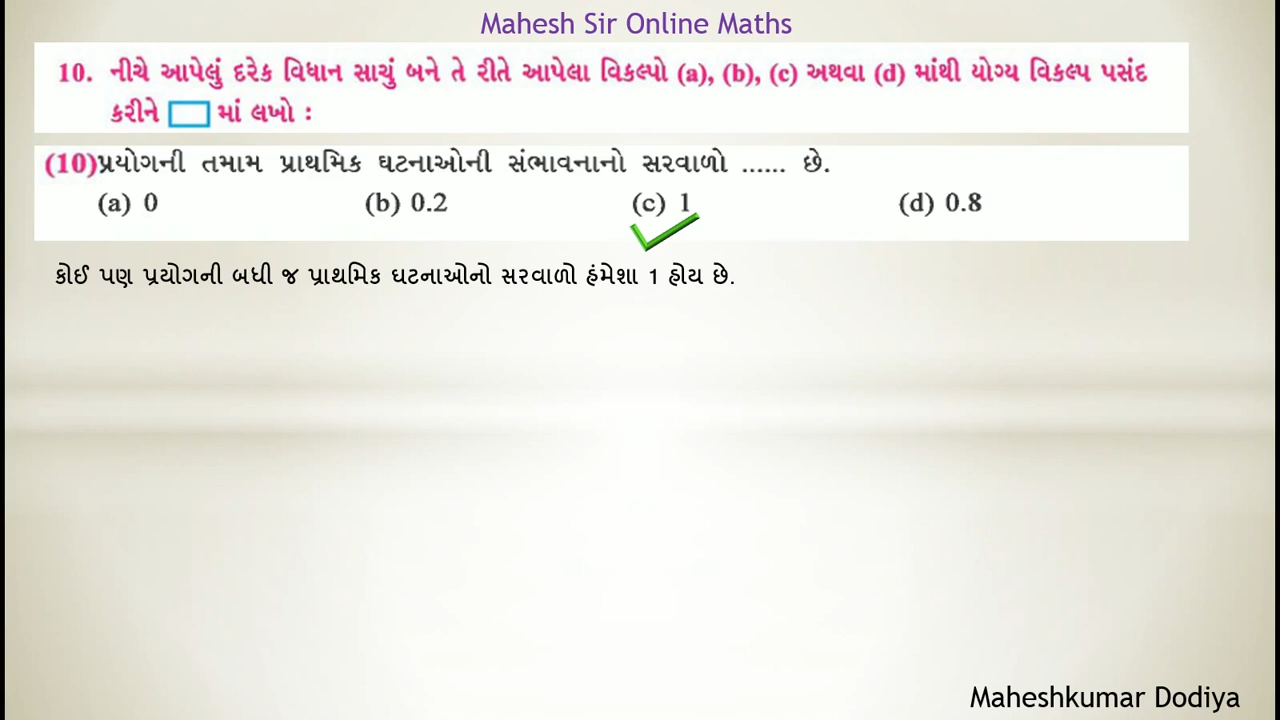 Mahesh Sir Online Maths
10. નીચે આપેલું દરેક વિધાન સાચું બને તે રીતે આપેલા વિકલ્પો (a), (b), (c) અથવા (d) માંથી યોગ્ય વિકલ્પ પસંદ
કરીને માં લખો :
(10)પ્રયોગની તમામ પ્રાથમિક ઘટનાઓની સંભાવનાનો સરવાળો ...... છે.
(a) 0 (b) 0.2 (c) 1 (d) 0.8
કોઈ પણ પ્રયોગની બધી જ પ્રાથમિક ઘટનાઓનો સરવાળો હંમેશા 1 હોય છે.
Maheshkumar Dodiya